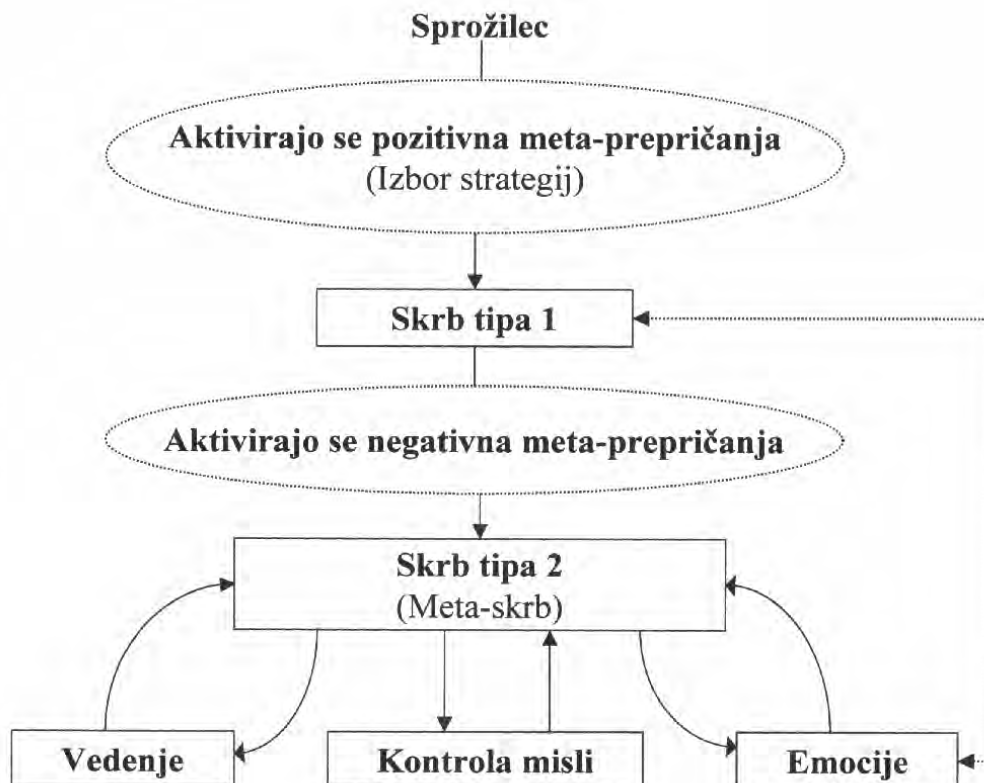 Sprožilec
Aktivirajo se pozitivna meta-prepričanja
(Izbor strategij)
Skrb tipa 1
Aktivirajo se negativna meta-prepričanja
Skrb tipa 2
(Meta-skrb)
Vedenje
Kontrola misli
Emocije